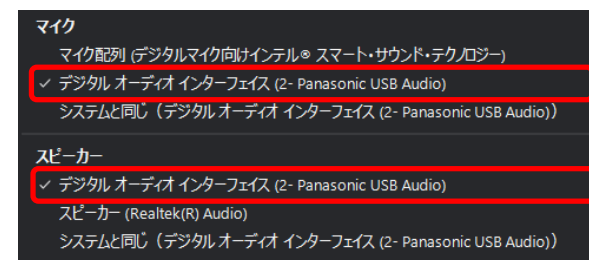 マイク
マイク配列 (デジタルマイク向けインテル® スマート・サウンド・テクノロジー)
✓ デジタル オーディオ インターフェイス (2- Panasonic USB Audio)
システムと同じ（デジタル オーディオ インターフェイス (2- Panasonic USB Audio)）
スピーカー
✓ デジタル オーディオ インターフェイス (2- Panasonic USB Audio)
スピーカー (Realtek(R) Audio)
システムと同じ（デジタル オーディオ インターフェイス (2- Panasonic USB Audio)）